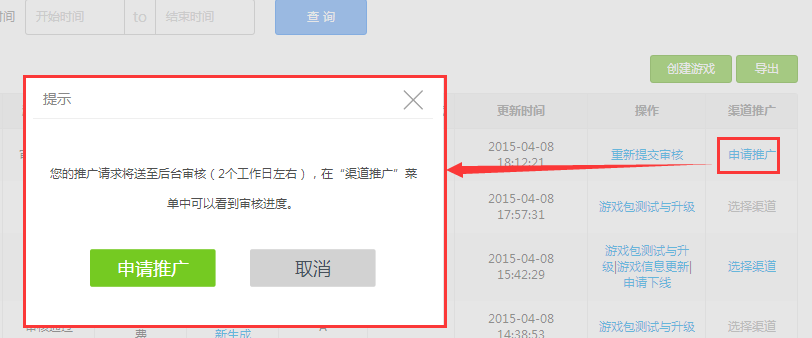 时间 开始时间 to 结束时间 查 询
创建游戏 导出
更新时间 操作 渠道推广
2015-04-08
18:12:21
重新提交审核 申请推广
2015-04-08
17:57:31
游戏包测试与升级 选择渠道
2015-04-08
15:42:29
游戏包测试与升
级|游戏信息更新|
申请下线
选择渠道
2015-04-08
14:38:53
游戏包测试与升级 选择渠道
提示
您的推广请求将送至后台审核（2个工作日左右），在“渠道推广”菜
单中可以看到审核进度。
申请推广 取消
审核通过 费 新生成